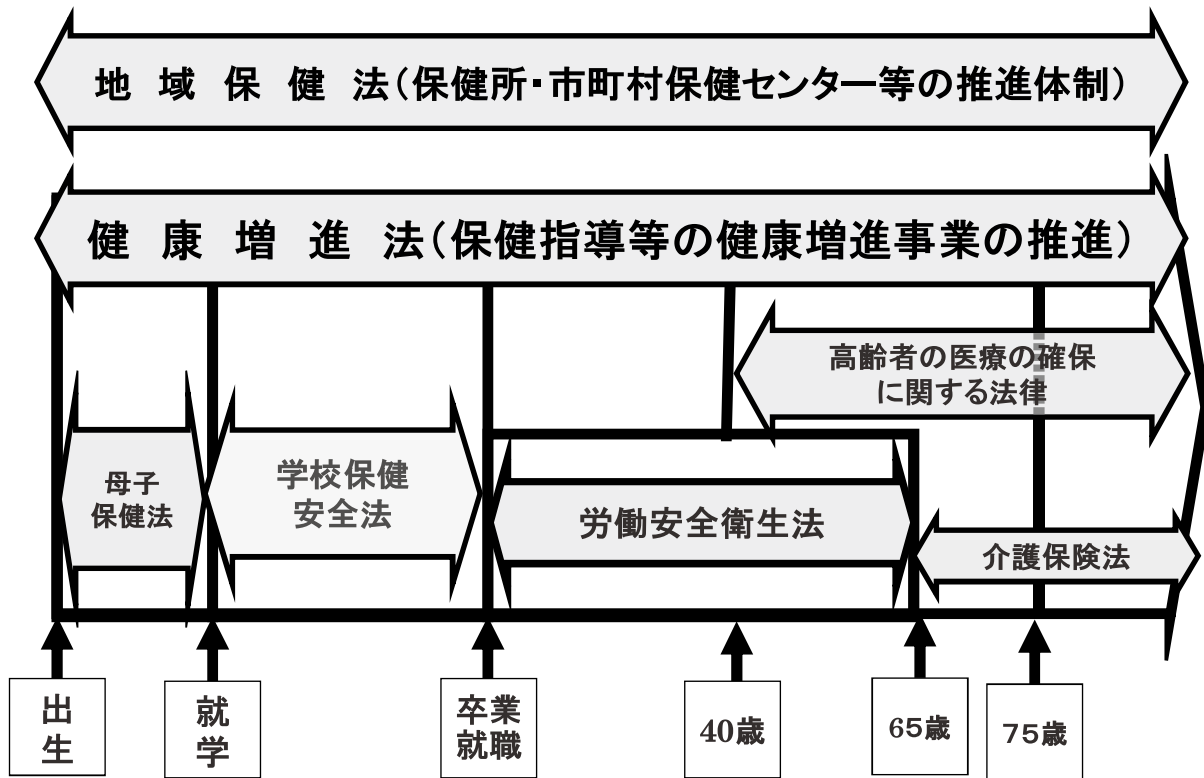 地域保健法(保健所・市町村保健センター等の推進体制)
健康増進法(保健指導等の健康増進事業の推進)
高齢者の医療の確保
に関する法律
母子
保健法
学校保健
安全法
労働安全衛生法
介護保険法
出
生
就
学
卒業
就職
40歳
65歳
75歳